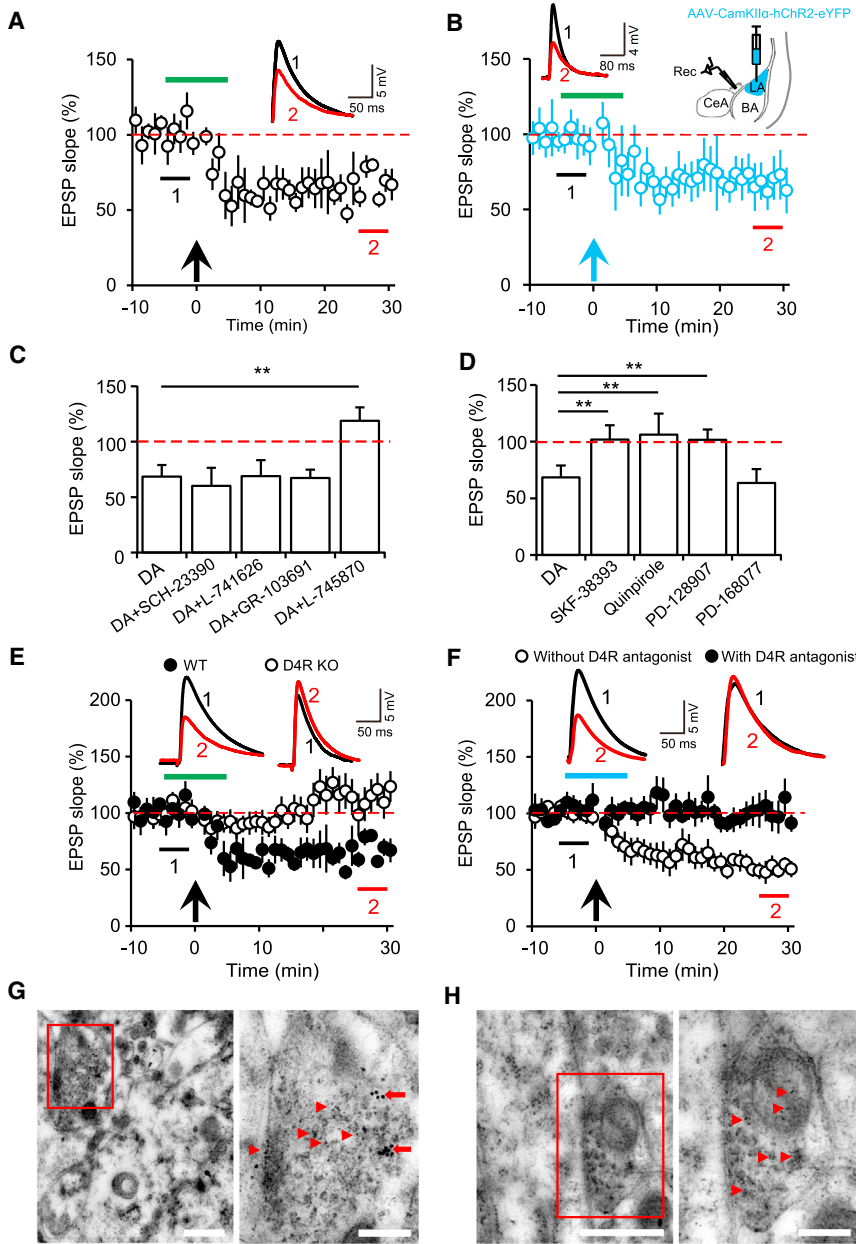 A
B
AAV-CamKIIα-hChR2-eYFP
EPSP slope (%)
150
100
50
0
-10
0
10
20
30
Time (min)
1
2
1
2
5 mV
50 ms
EPSP slope (%)
150
100
50
0
-10
0
10
20
30
Time (min)
1
2
1
2
4 mV
80 ms
Rec
CeA
LA
BA
C
EPSP slope (%)
150
100
50
0
**
DA
DA+SCH-23390
DA+L-741626
DA+GR-103691
DA+L-745870
D
EPSP slope (%)
150
100
50
0
**
**
**
DA
SKF-38393
Quinpirole
PD-128907
PD-168077
E
WT
D4R KO
EPSP slope (%)
200
150
100
50
0
-10
0
10
20
30
Time (min)
1
2
2
1
5 mV
50 ms
1
2
F
Without D4R antagonist
With D4R antagonist
EPSP slope (%)
200
150
100
50
0
-10
0
10
20
30
Time (min)
1
2
5 mV
50 ms
1
2
1
2
G
H